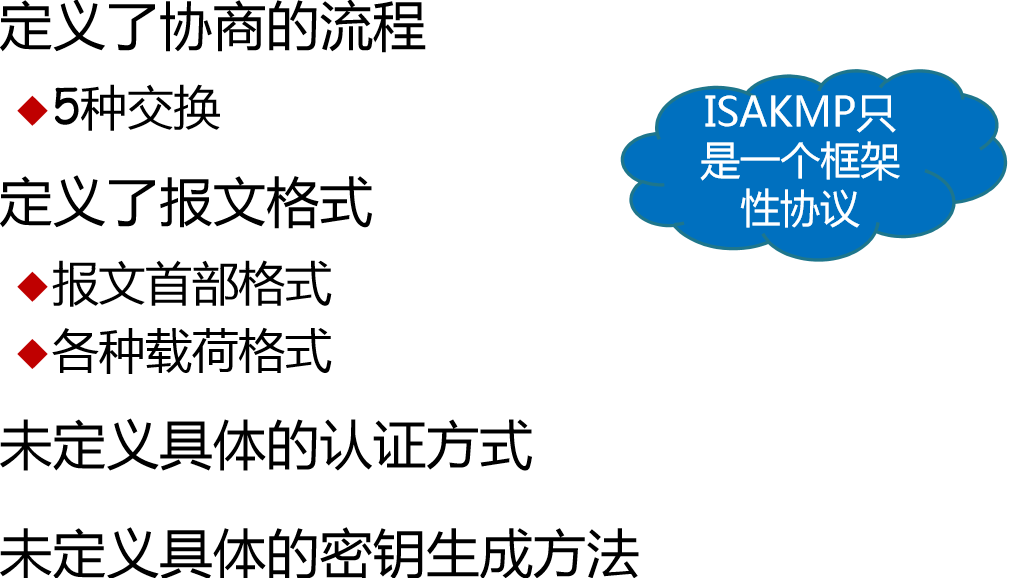 定义了协商的流程
5种交换
ISAKMP只
是一个框架
性协议
定义了报文格式
报文首部格式
各种载荷格式
未定义具体的认证方式
未定义具体的密钥生成方法